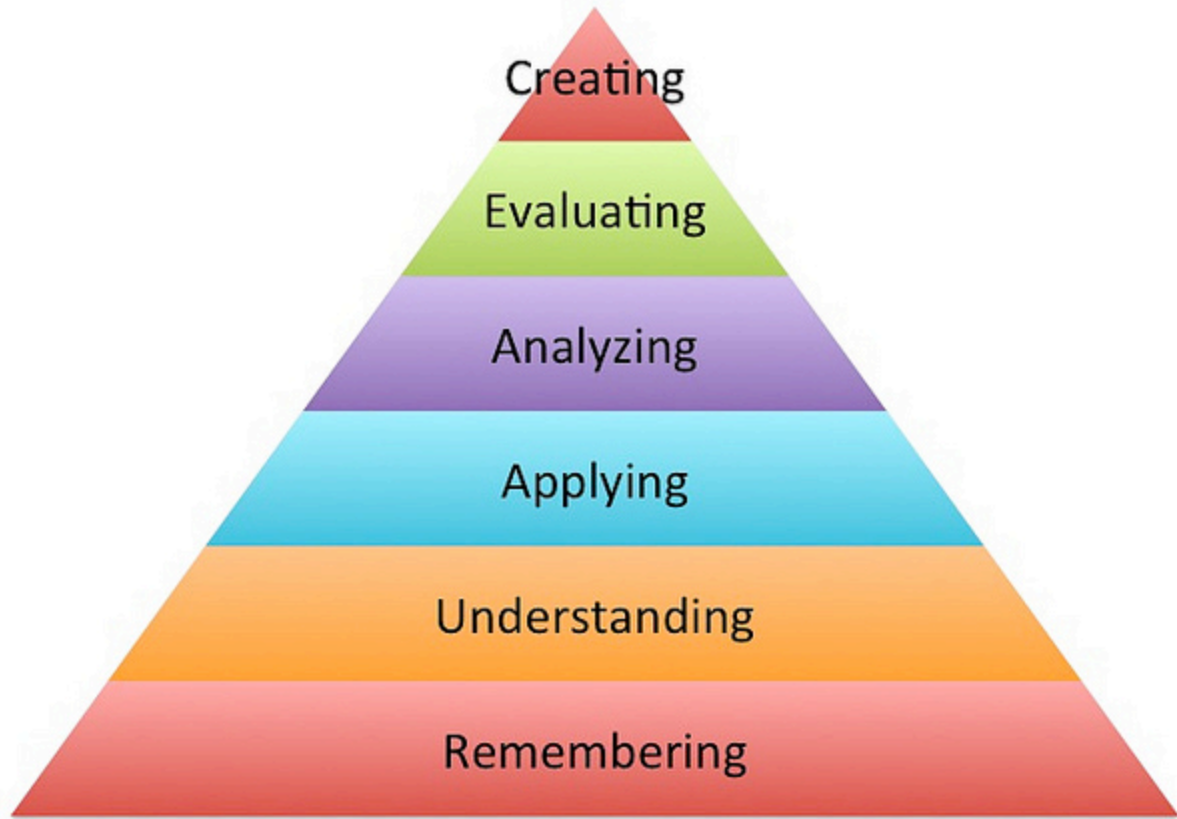 Creating
Evaluating
Analyzing
Applying
Understanding
Remembering